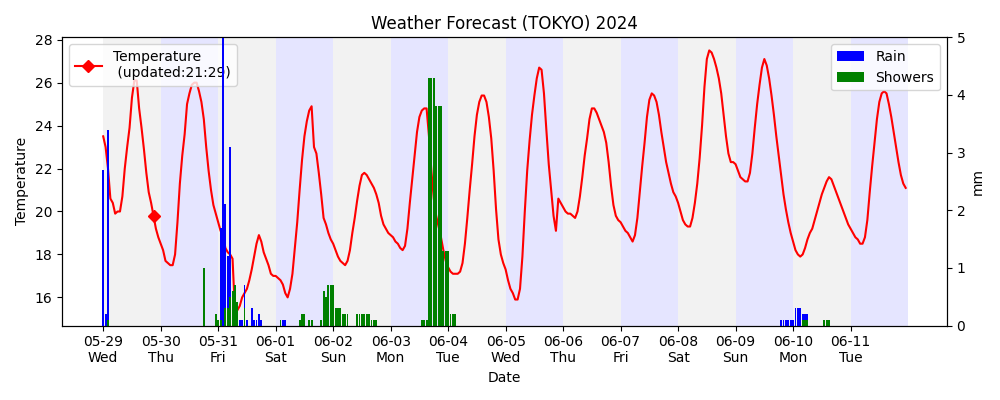 Weather Forecast (TOKYO) 2024
Temperature
(updated:21:29)
Rain
Showers
Temperature
28
26
24
22
20
18
16
5
4
3
2
1
0
mm
05-29 05-30 05-31 06-01 06-02 06-03 06-04 06-05 06-06 06-07 06-08 06-09 06-10 06-11
Wed Thu Fri Sat Sun Mon Tue Wed Thu Fri Sat Sun Mon Tue
Date